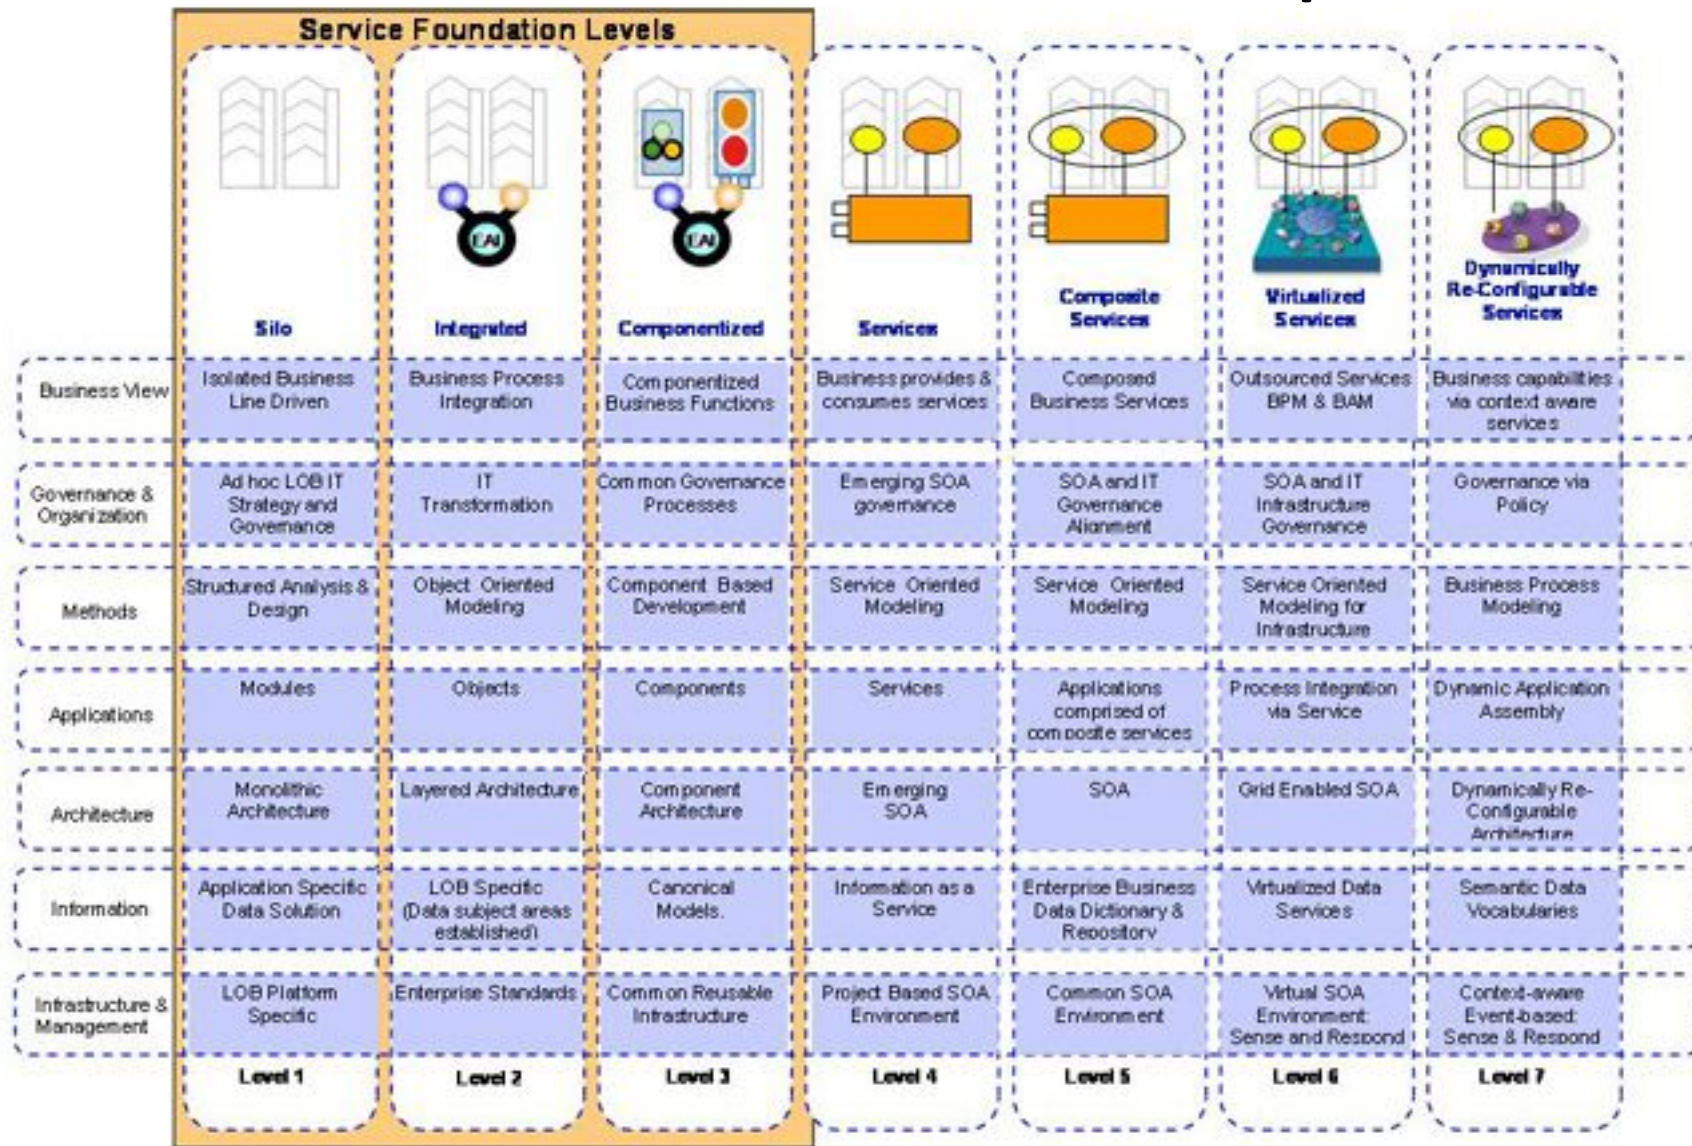 Service Foundation Levels
EAI
EAI
Silo
Integrated
Componentized
Services
Composite
Services
Virtualized
Services
Dynamically
Re-Configurable
Services
Business View
Isolated Business
Line Driven
Business Process
Integration
Componentized
Business Functions
Business provides &
consumes services
Composed
Business Services
Outsourced Services
BPM & BAM
Business capabilities
via context aware
services
Governance &
Organization
Ad hoc LOB IT
Strategy and
Governance
IT
Transformation
Common Governance
Processes
Emerging SOA
governance
SOA and IT
Governance
Alignment
SOA and IT
Infrastructure
Governance
Governance via
Policy
Methods
Structured Analysis &
Design
Object Oriented
Modeling
Component Based
Development
Service Oriented
Modeling
Service Oriented
Modeling
Service Oriented
Modeling for
Infrastructure
Business Process
Modeling
Applications
Modules
Objects
Components
Services
Applications
comprised of
composite services
Process Integration
via Service
Dynamic Application
Assembly
Architecture
Monolithic
Architecture
Layered Architecture
Component
Architecture
Emerging
SOA
SOA
Grid Enabled SOA
Dynamically Re-
Configurable
Architecture
Information
Application Specific
Data Solution
LOB Specific
(Data subject areas
established)
Canonical
Models.
Information as a
Service
Enterprise Business
Data Dictionary &
Repository
Virtualized Data
Services
Semantic Data
Vocabularies
Infrastructure &
Management
LOB Platform
Specific
Enterprise Standards
Common Reusable
Infrastructure
Project Based SOA
Environment
Common SOA
Environment
Virtual SOA
Environment:
Sense and Respond
Context-aware
Event-based:
Sense & Respond
Level 1
Level 2
Level 3
Level 4
Level 5
Level 6
Level 7